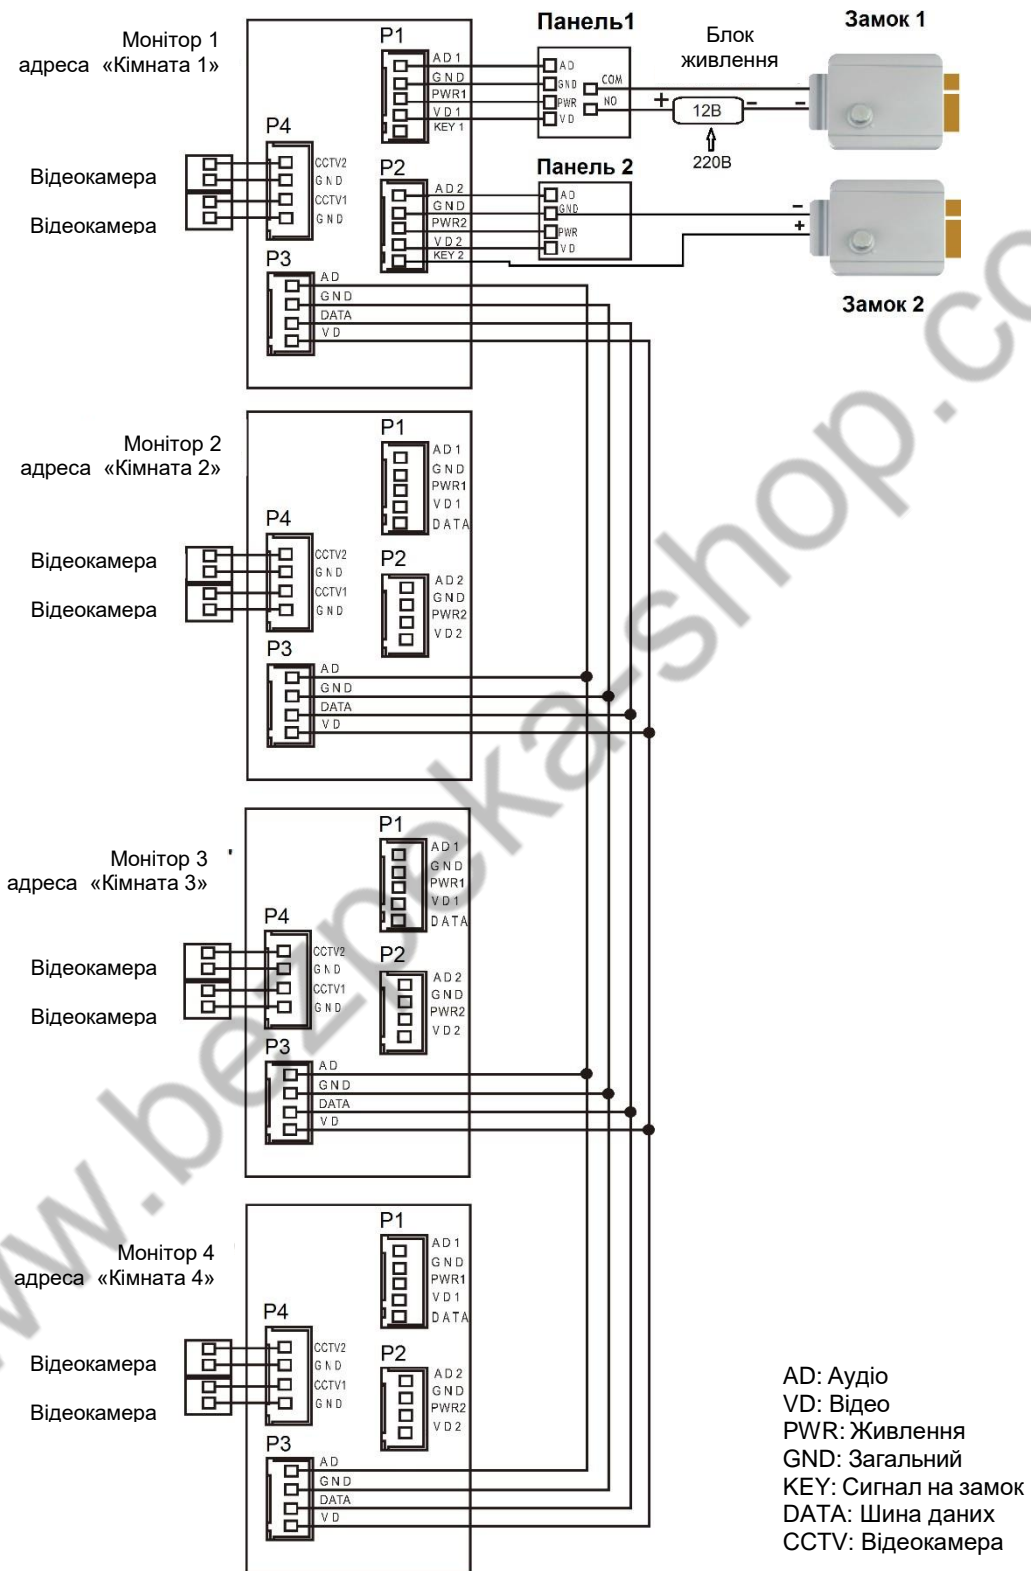 Монітор 1
адреса «Кімната 1»
P1
AD1
GND
PWR1
VD1
KEY 1
Панель1
AD
GND
PWR
VD
COM
NO
Блок
живлення
+
12В
−
−
220В
Замок 1
P4
CCTV2
GND
CCTV1
GND
Відеокамера
Відеокамера
P2
AD2
GND
PWR2
VD2
KEY 2
Панель 2
AD
GND
PWR
VD
−
+
Замок 2
P3
AD
GND
DATA
VD
Монітор 2
адреса «Кімната 2»
P1
AD1
GND
PWR1
VD1
DATA
P4
CCTV2
GND
CCTV1
GND
Відеокамера
Відеокамера
P2
AD2
GND
PWR2
VD2
P3
AD
GND
DATA
VD
Монітор 3
адреса «Кімната 3»
P1
AD1
GND
PWR1
VD1
DATA
P4
CCTV2
GND
CCTV1
GND
Відеокамера
Відеокамера
P2
AD2
GND
PWR2
VD2
P3
AD
GND
DATA
VD
Монітор 4
адреса «Кімната 4»
P1
AD1
GND
PWR1
VD1
DATA
P4
CCTV2
GND
CCTV1
GND
Відеокамера
Відеокамера
P2
AD2
GND
PWR2
VD2
P3
AD
GND
DATA
VD
AD: Аудіо
VD: Відео
PWR: Живлення
GND: Загальний
KEY: Сигнал на замок
DATA: Шина даних
CCTV: Відеокамера
www.bezpeka-shop.co